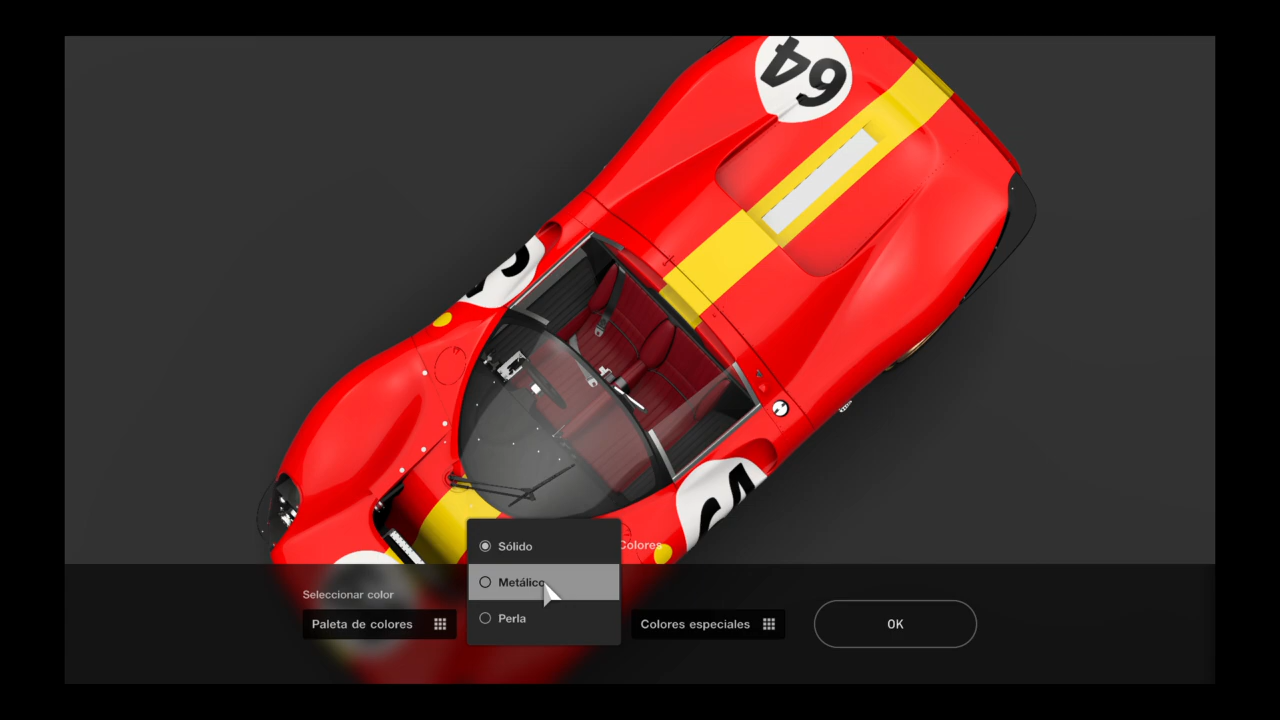 64
Sólido
Colores
Metálico
Seleccionar color
Perla
Paleta de colores
Colores especiales
OK